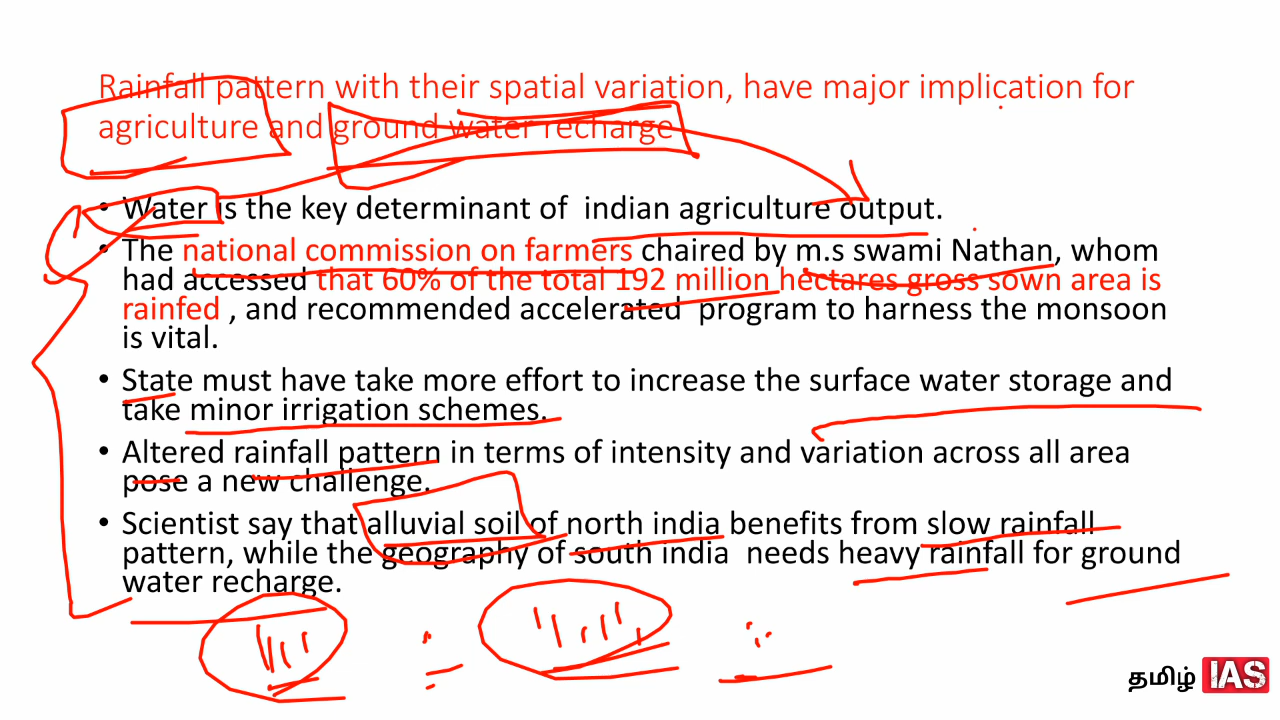 Rainfall pattern with their spatial variation, have major implication for
agriculture and ground water recharge
• Water is the key determinant of indian agriculture output.
• The national commission on farmers chaired by m.s swami Nathan, whom
had accessed that 60% of the total 192 million hectares gross sown area is
rainfed , and recommended accelerated program to harness the monsoon
is vital.
• State must have take more effort to increase the surface water storage and
take minor irrigation schemes.
• Altered rainfall pattern in terms of intensity and variation across all area
pose a new challenge.
• Scientist say that alluvial soil of north india benefits from slow rainfall
pattern, while the geography of south india needs heavy rainfall for ground
water recharge.
தமிழ் IAS